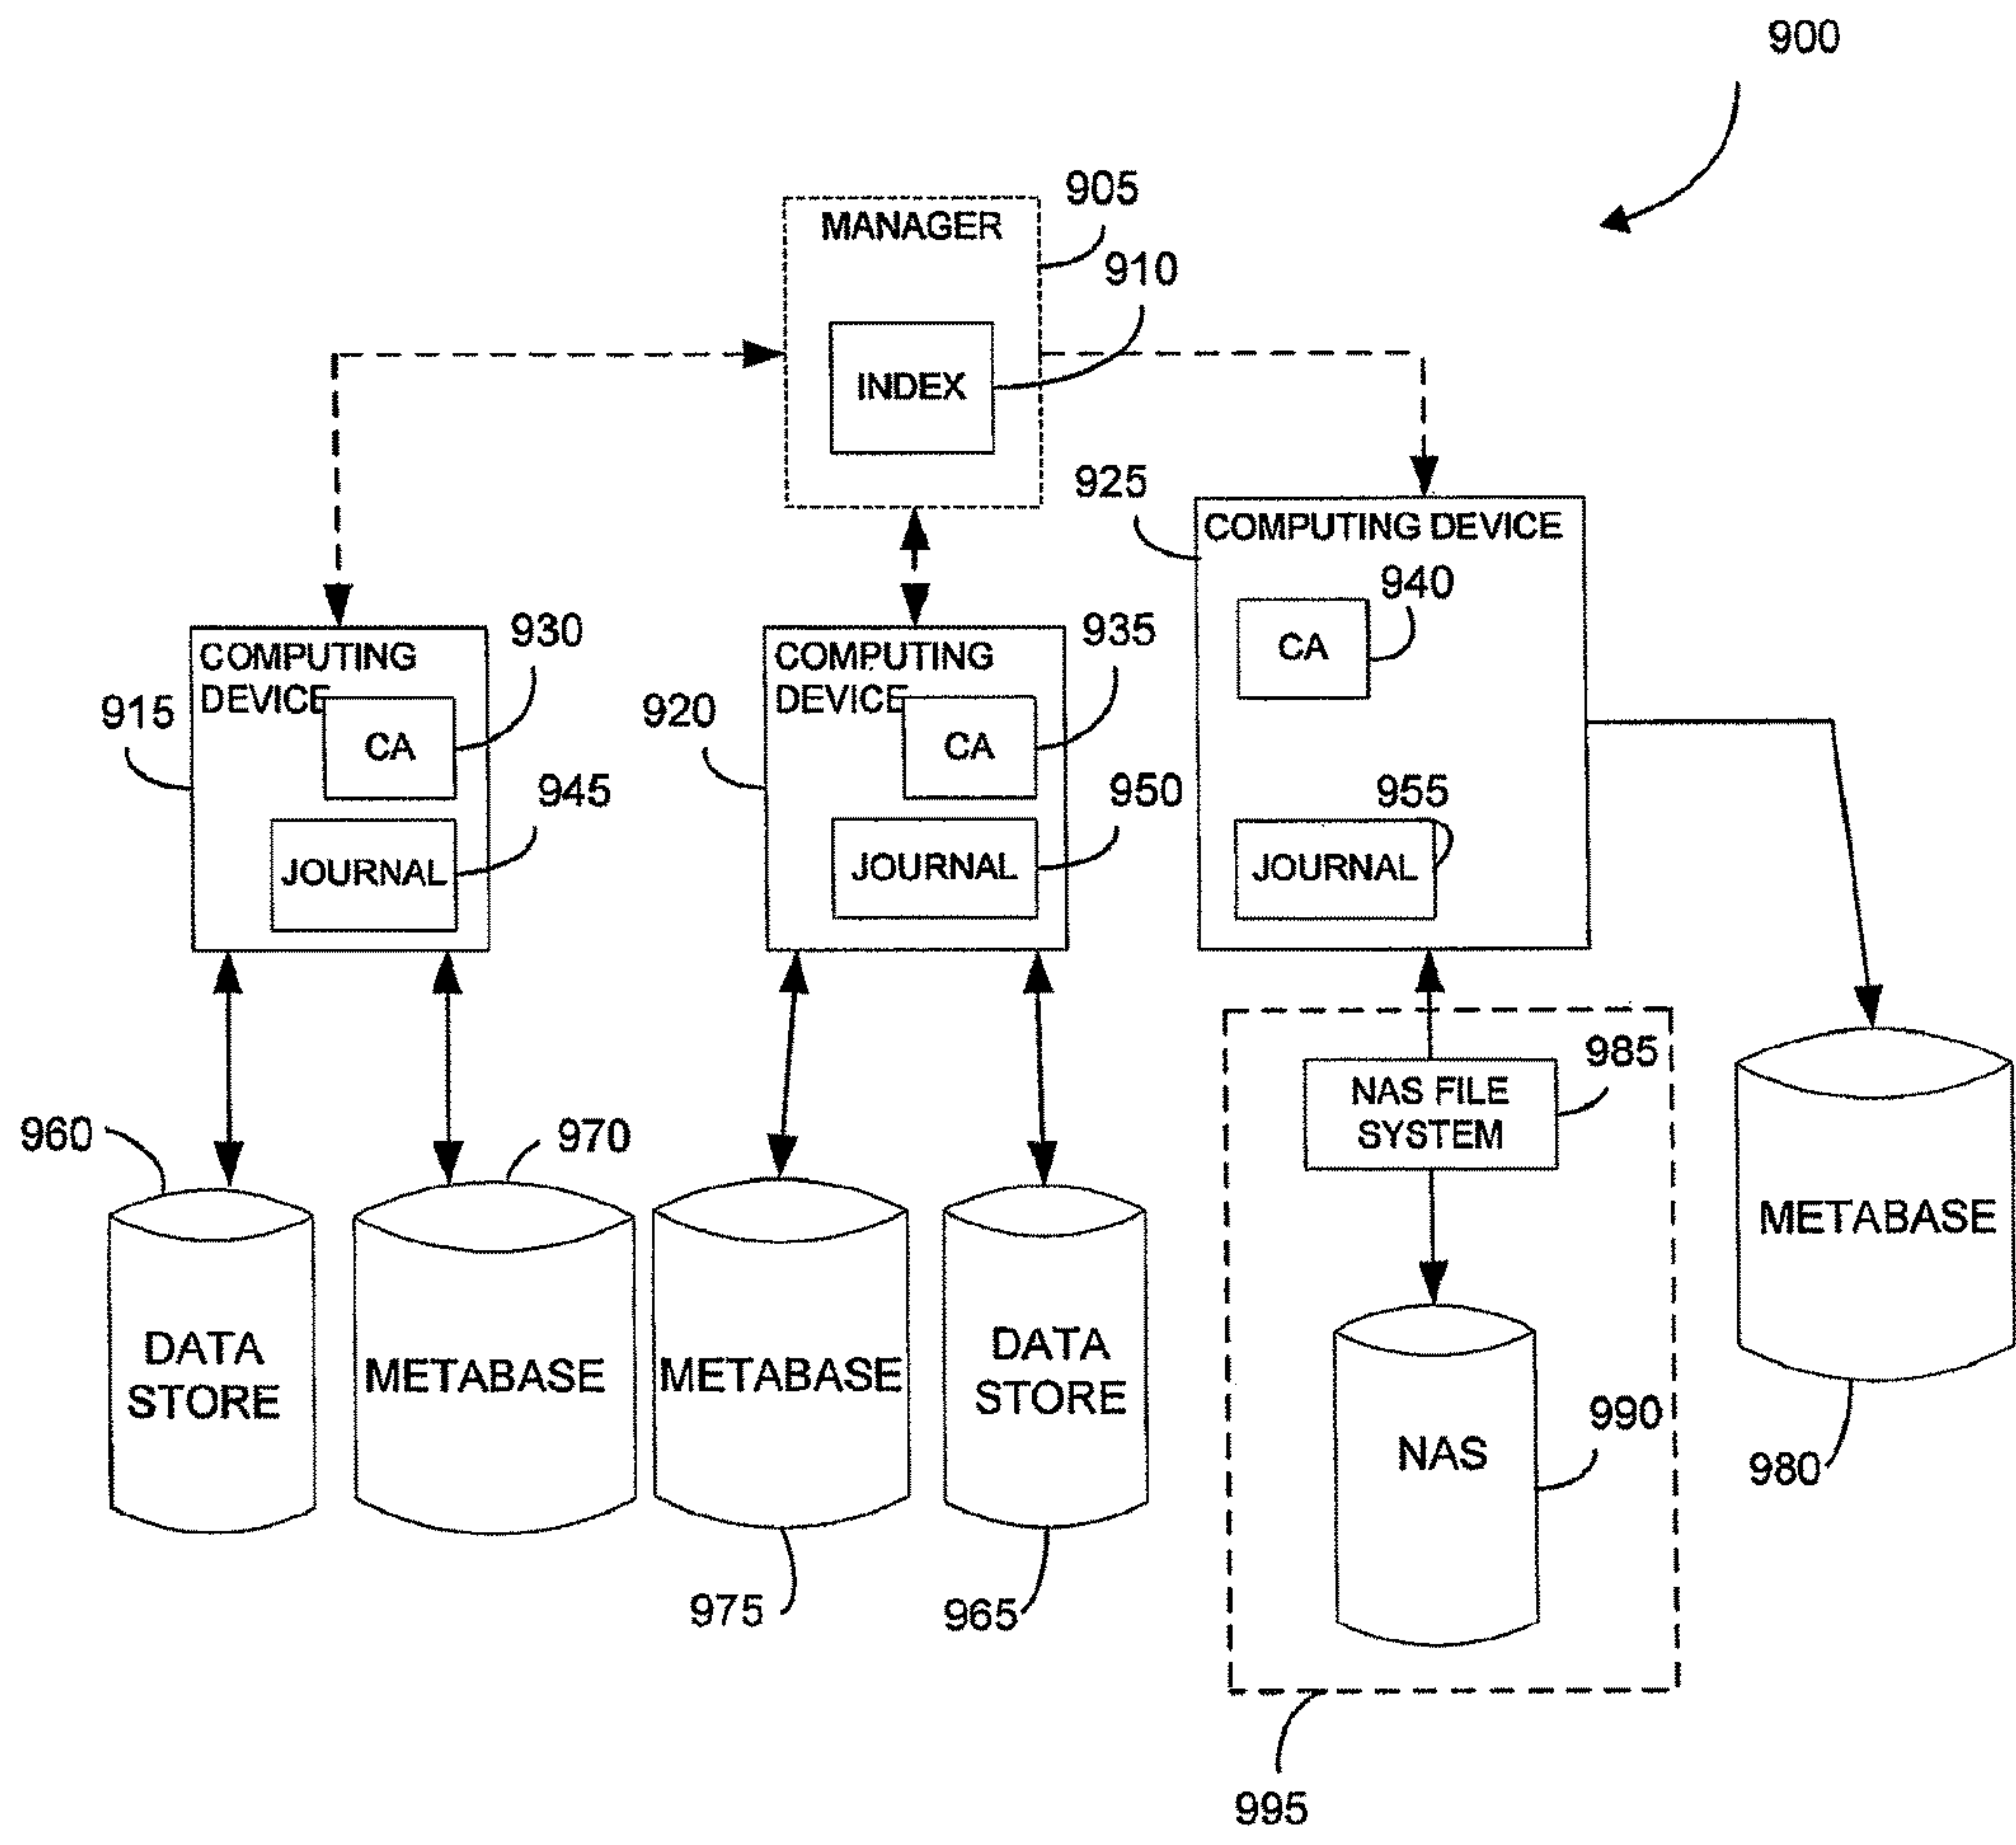 900
905
MANAGER
910
INDEX
925
COMPUTING DEVICE
940
CA
955
JOURNAL
930
COMPUTING
DEVICE
915
CA
945
JOURNAL
935
COMPUTING
DEVICE
920
CA
950
JOURNAL
985
NAS FILE
SYSTEM
960
970
METABASE
DATA
STORE
METABASE
METABASE
DATA
STORE
990
NAS
980
975
965
995